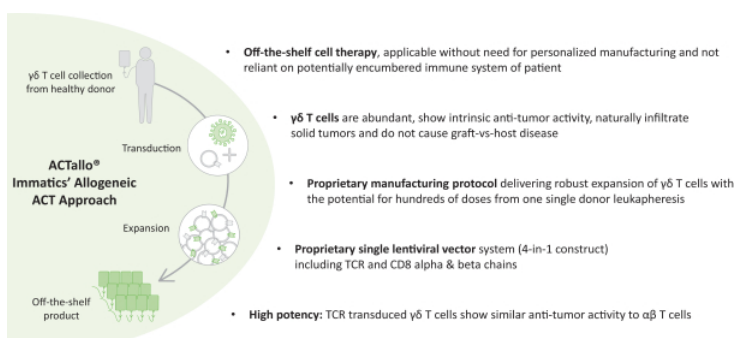 γδ T cell collection
from healthy donor
Transduction
ACTallo®
Immatics’ Allogeneic
ACT Approach
Expansion
Off-the-shelf
product
• Off-the-shelf cell therapy, applicable without need for personalized manufacturing and not
reliant on potentially encumbered immune system of patient
• γδ T cells are abundant, show intrinsic anti-tumor activity, naturally infiltrate
solid tumors and do not cause graft-vs-host disease
• Proprietary manufacturing protocol delivering robust expansion of γδ T cells with
the potential for hundreds of doses from one single donor leukapheresis
• Proprietary single lentiviral vector system (4-in-1 construct)
including TCR and CD8 alpha & beta chains
• High potency: TCR transduced γδ T cells show similar anti-tumor activity to αβ T cells